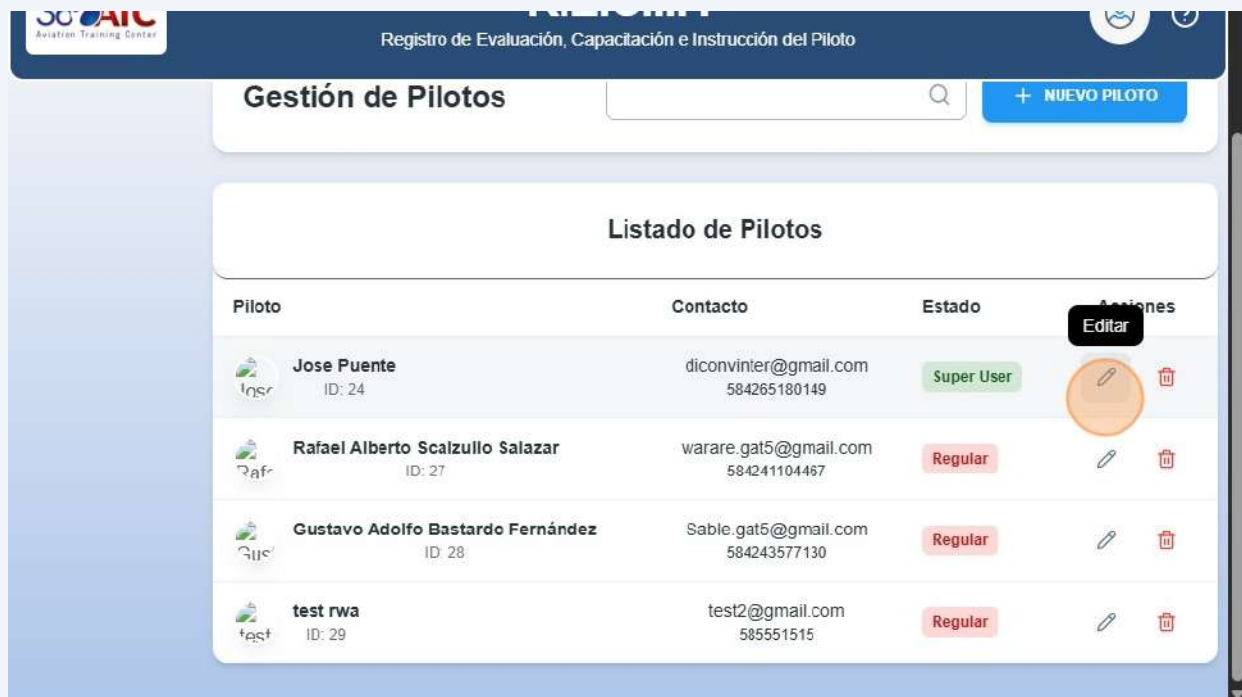 Aviation Training Center
Registro de Evaluación, Capacitación e Instrucción del Piloto
Gestión de Pilotos
+ NUEVO PILOTO
Listado de Pilotos
Piloto Contacto Estado Acciones
Editar
Jose Puente diconvinter@gmail.com Super User
ID: 24 584265180149
Rafael Alberto Scalzullo Salazar warare.gat5@gmail.com Regular
ID: 27 584241104467
Gustavo Adolfo Bastardo Fernández Sable.gat5@gmail.com Regular
ID: 28 584243577130
test rwa test2@gmail.com Regular
test ID: 29 585551515